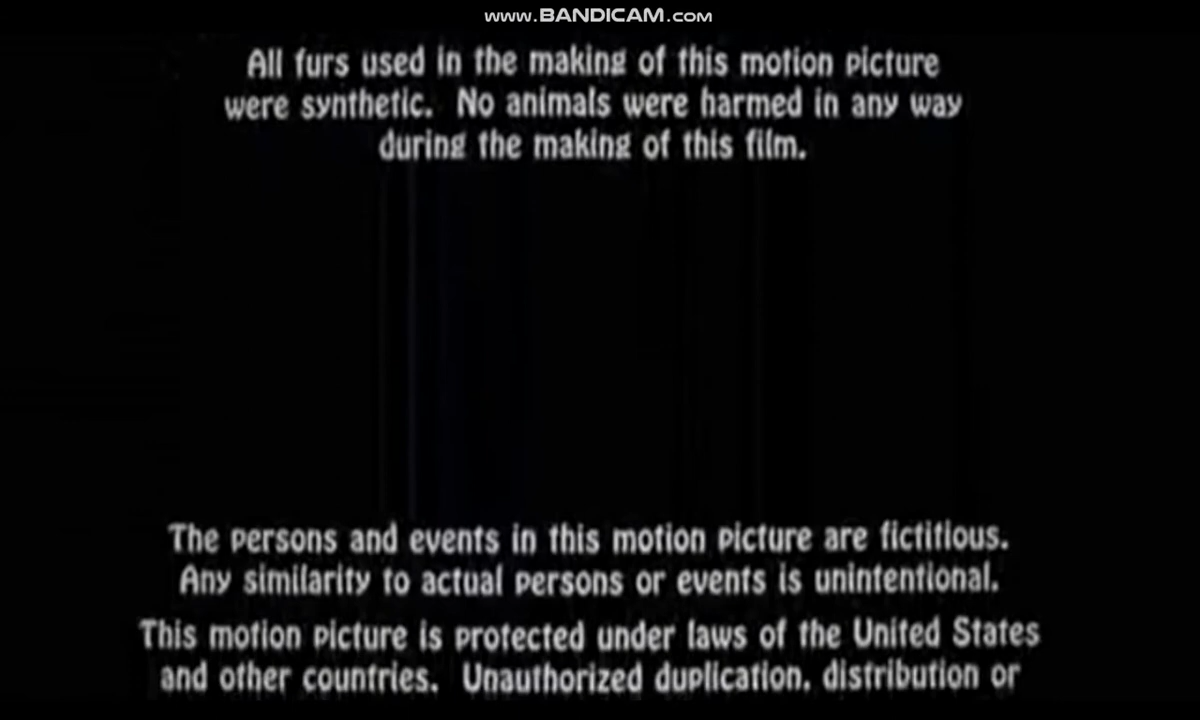 www.BANDICAM.com
All furs used in the making of this motion picture
were synthetic. No animals were harmed in any way
during the making of this film.
The persons and events in this motion picture are fictitious.
Any similarity to actual persons or events is unintentional.
This motion picture is protected under laws of the United States
and other countries. Unauthorized duplication, distribution or